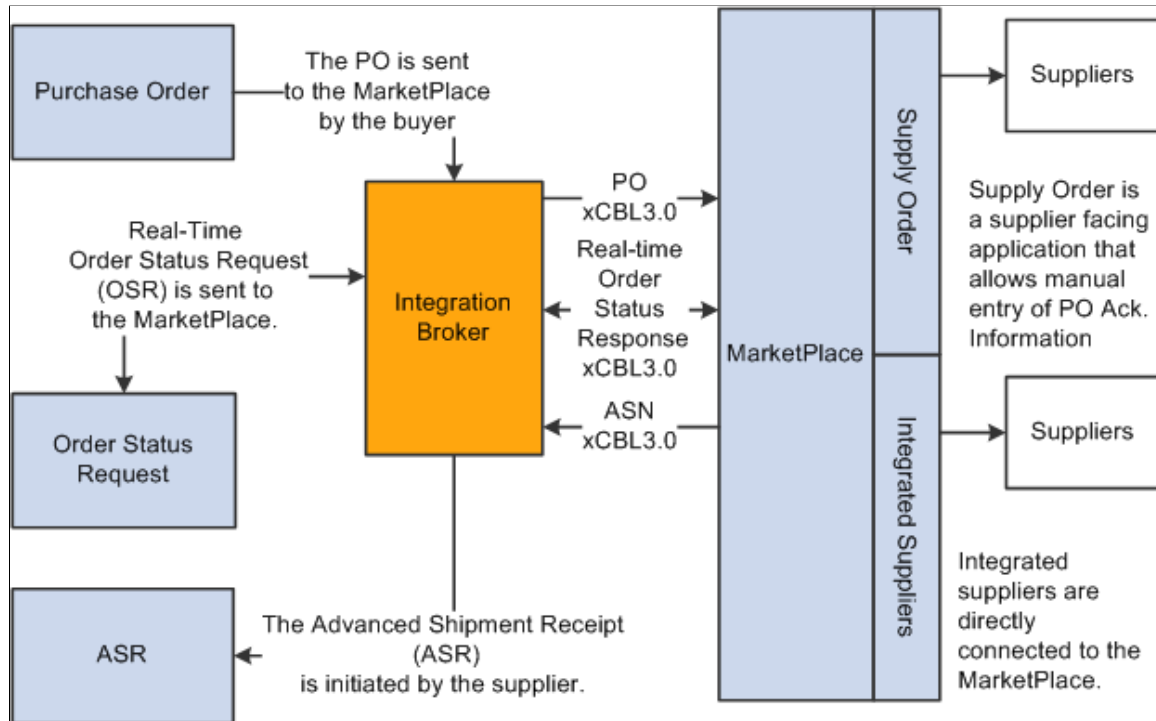 Purchase Order
The PO is sent
to the MarketPlace
by the buyer
Real-Time
Order Status Request
(OSR) is sent to
the MarketPlace.
Order Status
Request
ASR
The Advanced Shipment Receipt
(ASR)
is initiated by the supplier.
Integration
Broker
PO
xCBL3.0
Real-time
Order
Status
Response
xCBL3.0
ASN
xCBL3.0
MarketPlace
Supply Order
Integrated Suppliers
Suppliers
Supply Order is
a supplier facing
application that
allows manual
entry of PO Ack.
Information
Suppliers
Integrated
suppliers are
directly
connected to the
MarketPlace.